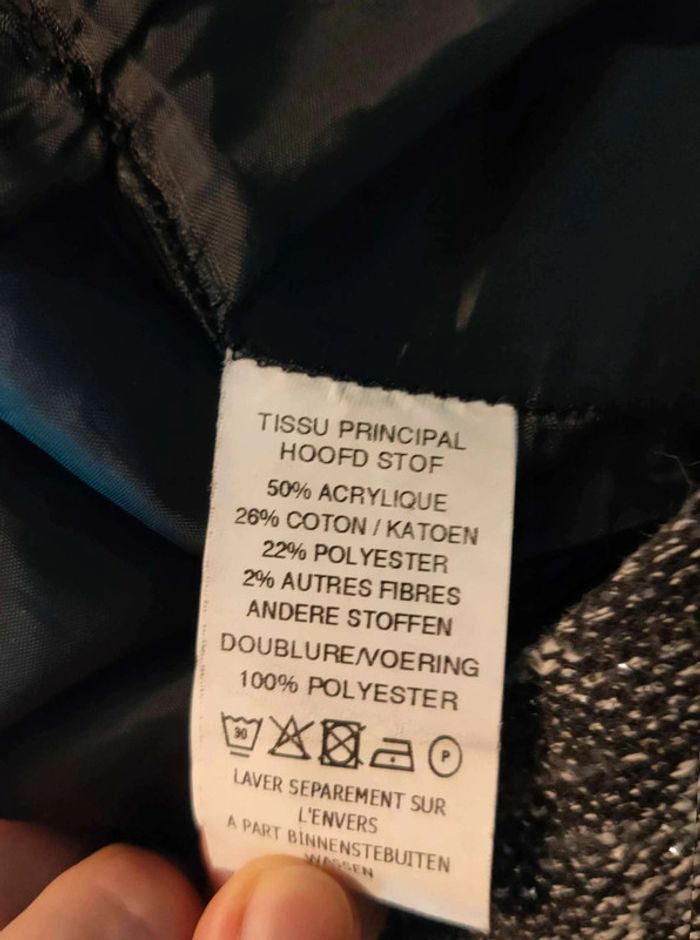 TISSU PRINCIPAL
HOOFD STOF
50% ACRYLIQUE
26% COTON / KATOEN
22% POLYESTER
2% AUTRES FIBRES
ANDERE STOFFEN
DOUBLURE/VOERING
100% POLYESTER
30 P
LAVER SEPAREMENT SUR
L'ENVERS
A PART BINNENSTEBUITEN
WASSEN